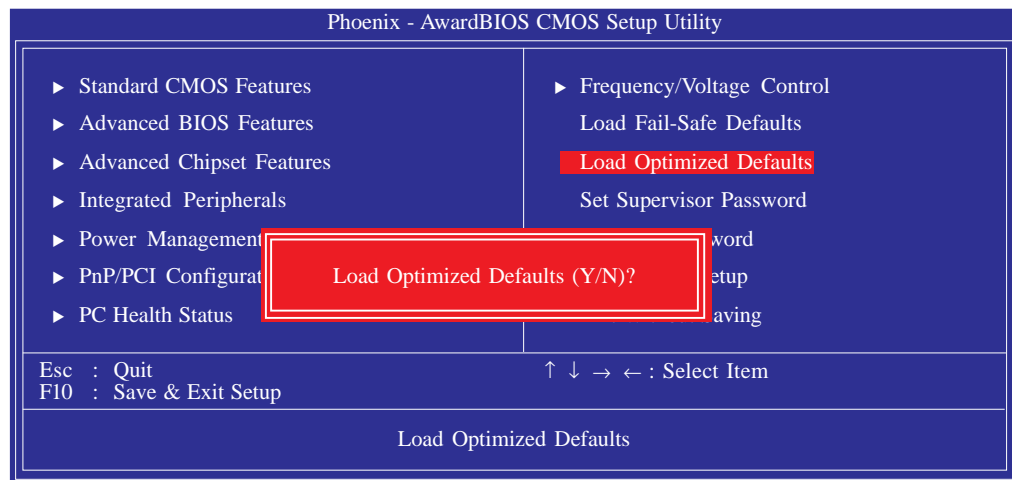 Phoenix - AwardBIOS CMOS Setup Utility
► Standard CMOS Features
► Advanced BIOS Features
► Advanced Chipset Features
► Integrated Peripherals
► Power Management
► PnP/PCI Configurat
► PC Health Status
► Frequency/Voltage Control
Load Fail-Safe Defaults
Load Optimized Defaults
Set Supervisor Password
word
etup
aving
Load Optimized Defaults (Y/N)?
Esc : Quit
F10 : Save & Exit Setup
↑ ↓ → ← : Select Item
Load Optimized Defaults